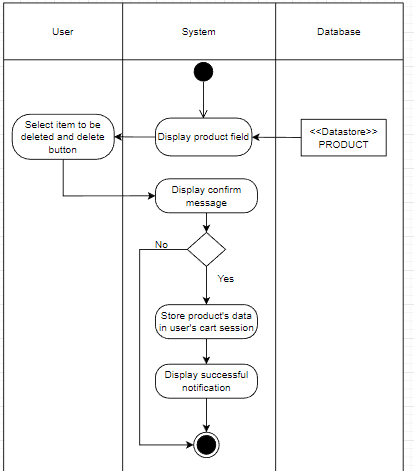 User
System
Database
Select item to be
deleted and delete
button
Display product field
<<Datastore>>
PRODUCT
Display confirm
message
No
Yes
Store product's data
in user's cart session
Display successful
notification